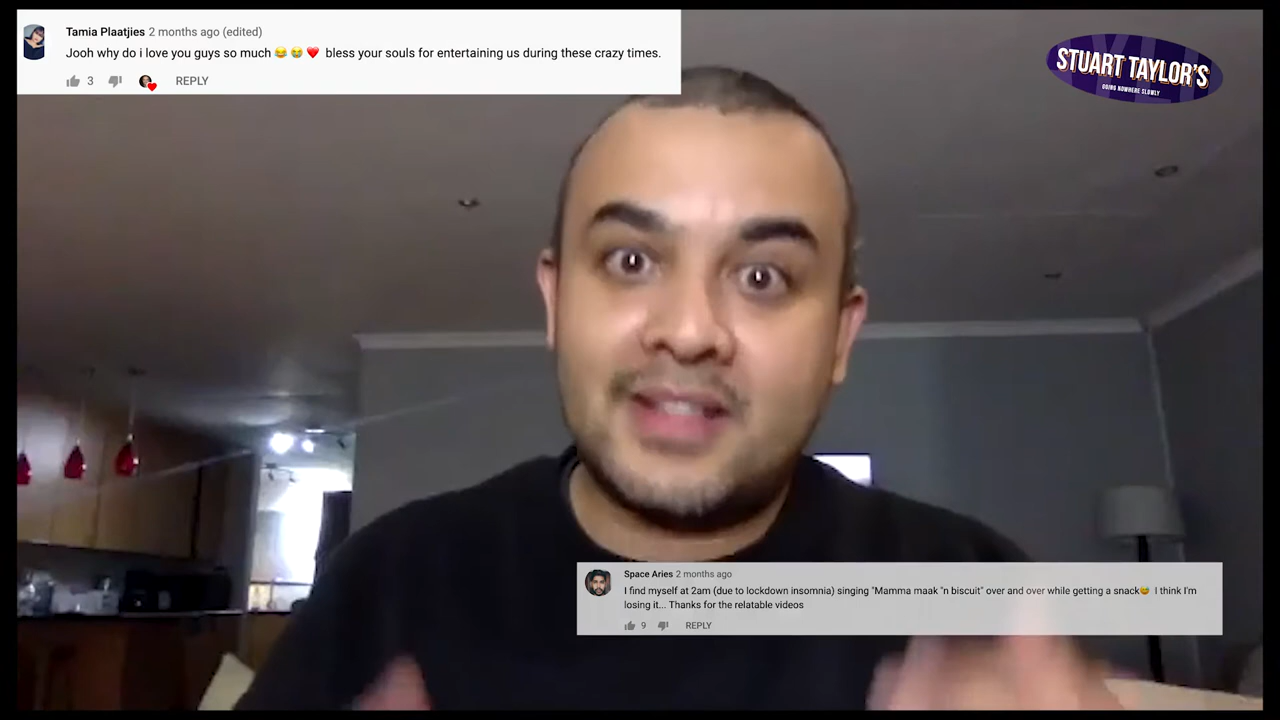 Tamia Plaatjies 2 months ago (edited)
Jooh why do i love you guys so much 😂 😭 ❤️ bless your souls for entertaining us during these crazy times.
3 REPLY
STUART TAYLOR'S
GOING NOWHERE SLOWLY
Space Aries 2 months ago
I find myself at 2am (due to lockdown insomnia) singing "Mamma maak "n biscuit" over and over while getting a snack😅 I think I'm
losing it... Thanks for the relatable videos
9 REPLY